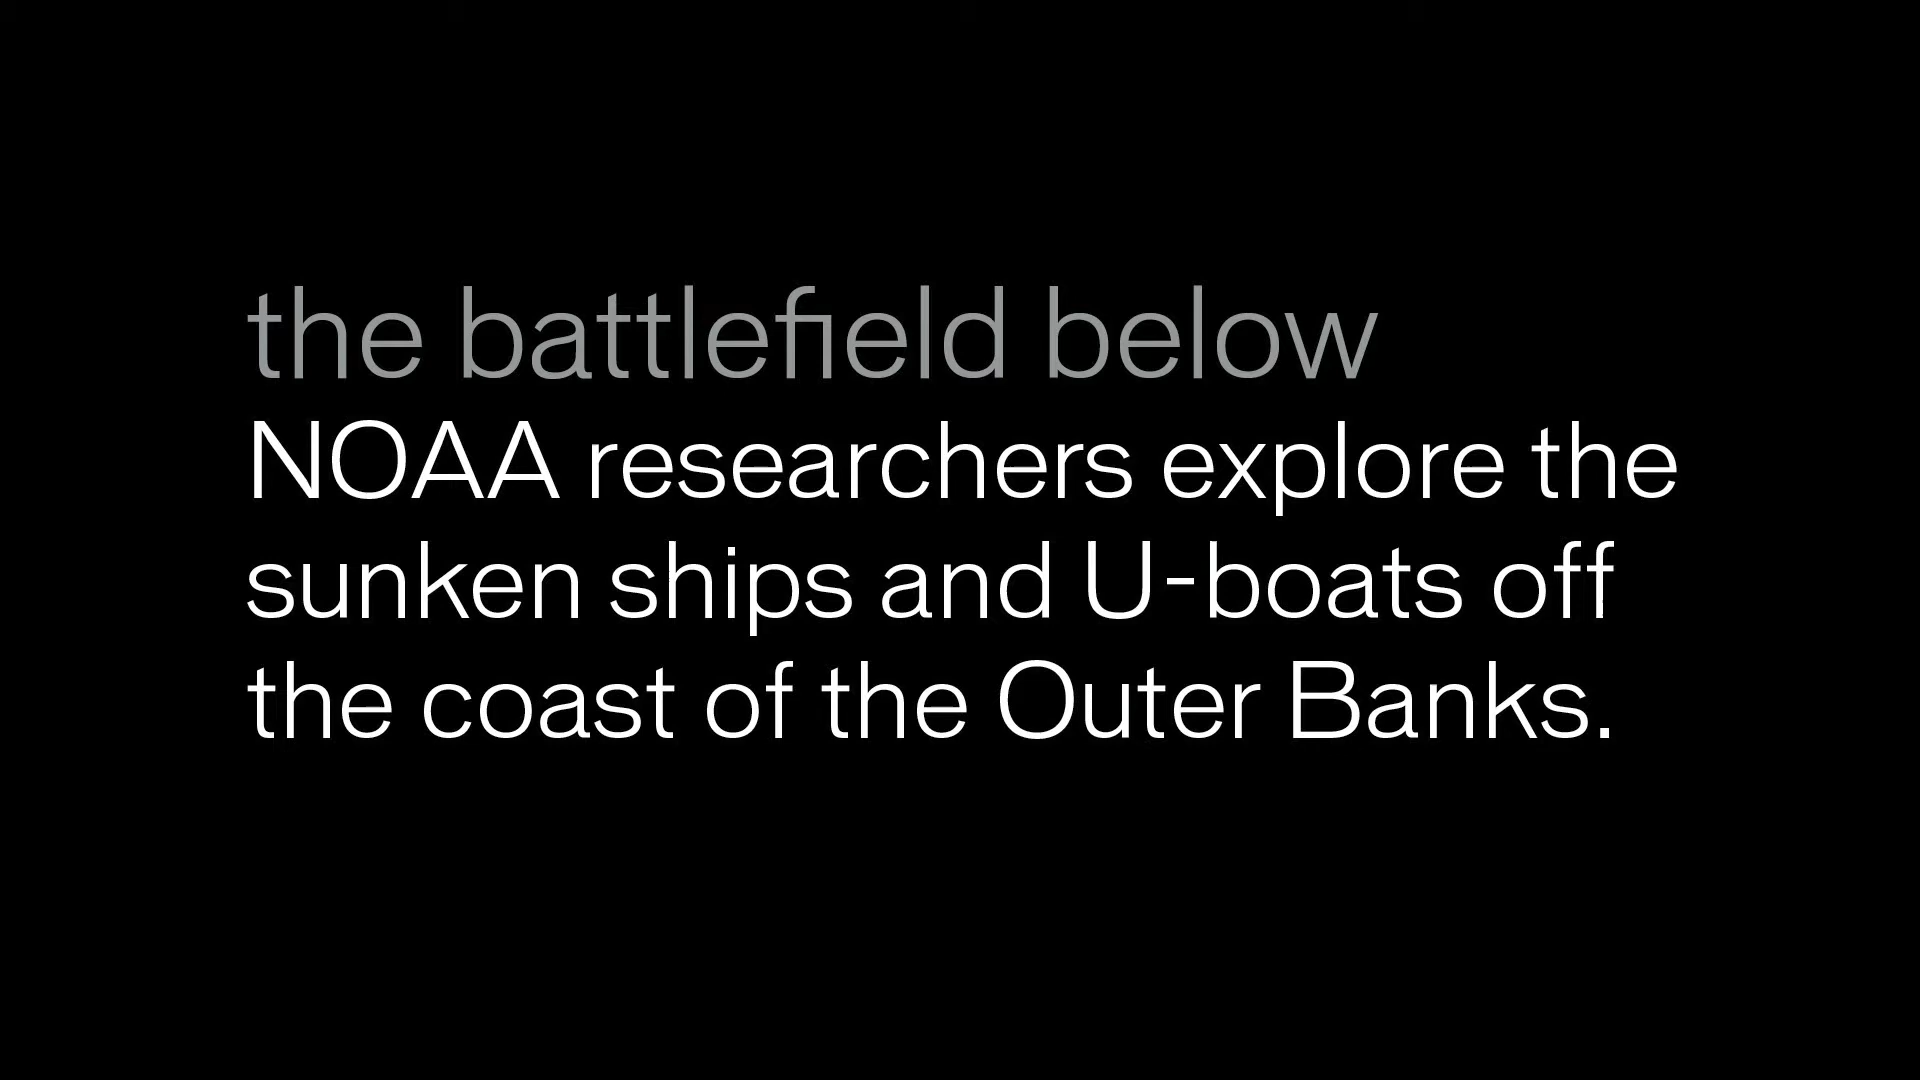 the battlefield below
NOAA researchers explore the
sunken ships and U-boats off
the coast of the Outer Banks.